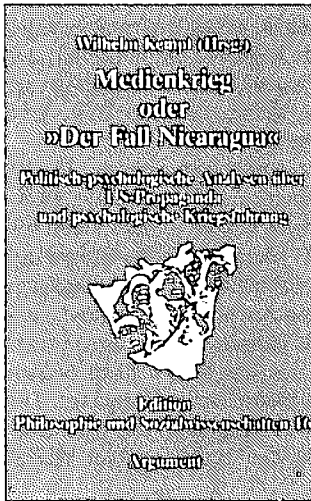 Wilhelm Kempf (Hrsg.)
Medienkrieg
oder
»Der Fall Nicaragua«
Politisch-psychologische Analysen über
US-Propaganda
und psychologische Kriegsführung
Edition
Philosophie und Sozialwissenschaften
Argument